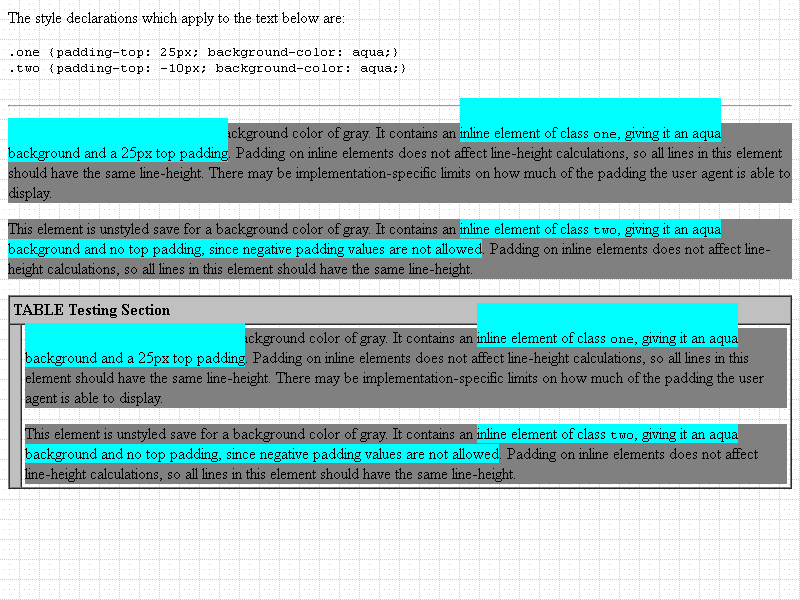 The style declarations which apply to the text below are:
.one {padding-top: 25px; background-color: aqua;}
.two {padding-top: -10px; background-color: aqua;}
ackground color of gray. It contains an inline element of class one, giving it an aqua
background and a 25px top padding. Padding on inline elements does not affect line-height calculations, so all lines in this element
should have the same line-height. There may be implementation-specific limits on how much of the padding the user agent is able to
display.
This element is unstyled save for a background color of gray. It contains an inline element of class two, giving it an aqua
background and no top padding, since negative padding values are not allowed. Padding on inline elements does not affect line-
height calculations, so all lines in this element should have the same line-height.
TABLE Testing Section
ackground color of gray. It contains an inline element of class one, giving it an aqua
background and a 25px top padding. Padding on inline elements does not affect line-height calculations, so all lines in this
element should have the same line-height. There may be implementation-specific limits on how much of the padding the user
agent is able to display.
This element is unstyled save for a background color of gray. It contains an inline element of class two, giving it an aqua
background and no top padding, since negative padding values are not allowed. Padding on inline elements does not affect
line-height calculations, so all lines in this element should have the same line-height.